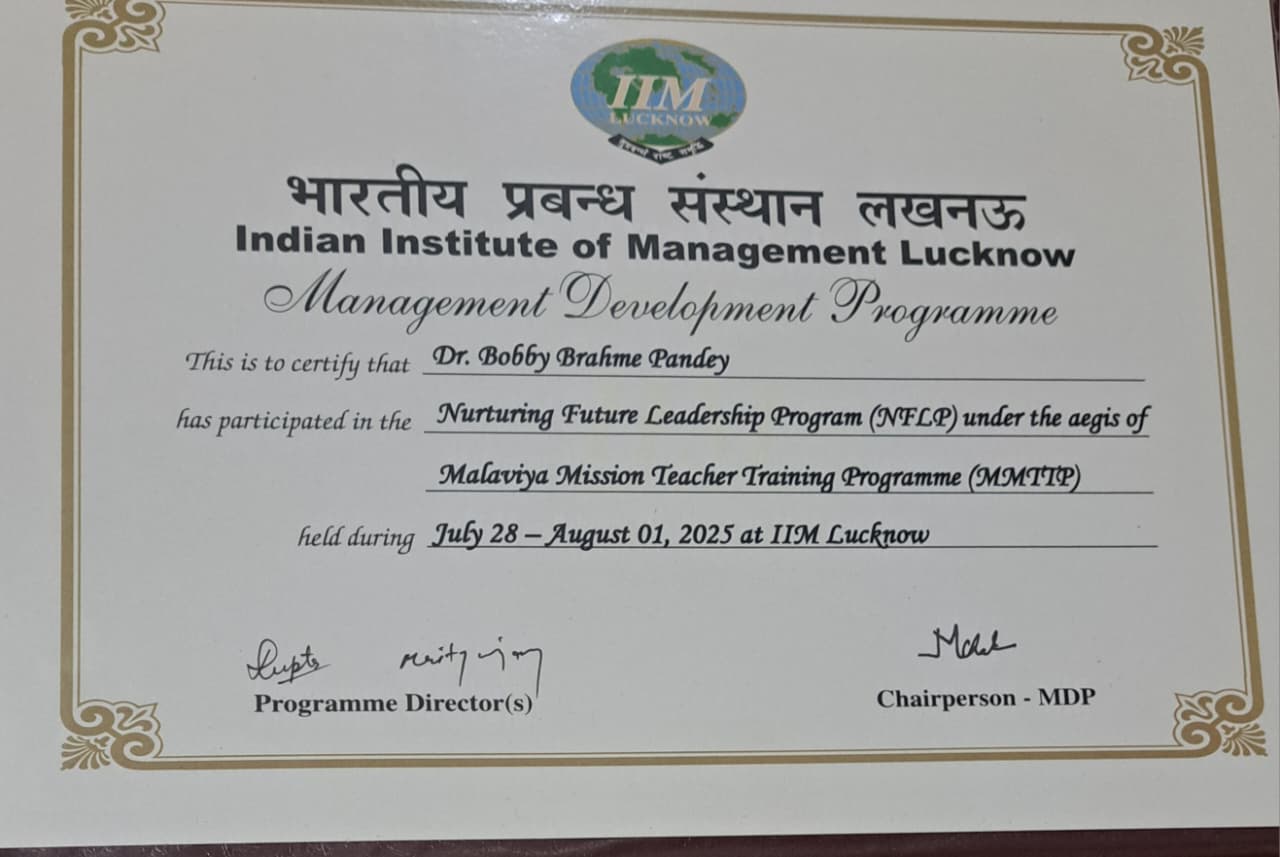 IIM
LUCKNOW
भारतीय प्रबन्ध संस्थान लखनऊ
Indian Institute of Management Lucknow
Management Development Programme
This is to certify that Dr. Bobby Brahme Pandey
has participated in the Nurturing Future Leadership Program (NFLP) under the aegis of
Malaviya Mission Teacher Training Programme (MMTTP)
held during July 28 – August 01, 2025 at IIM Lucknow
Programme Director(s)
Chairperson - MDP